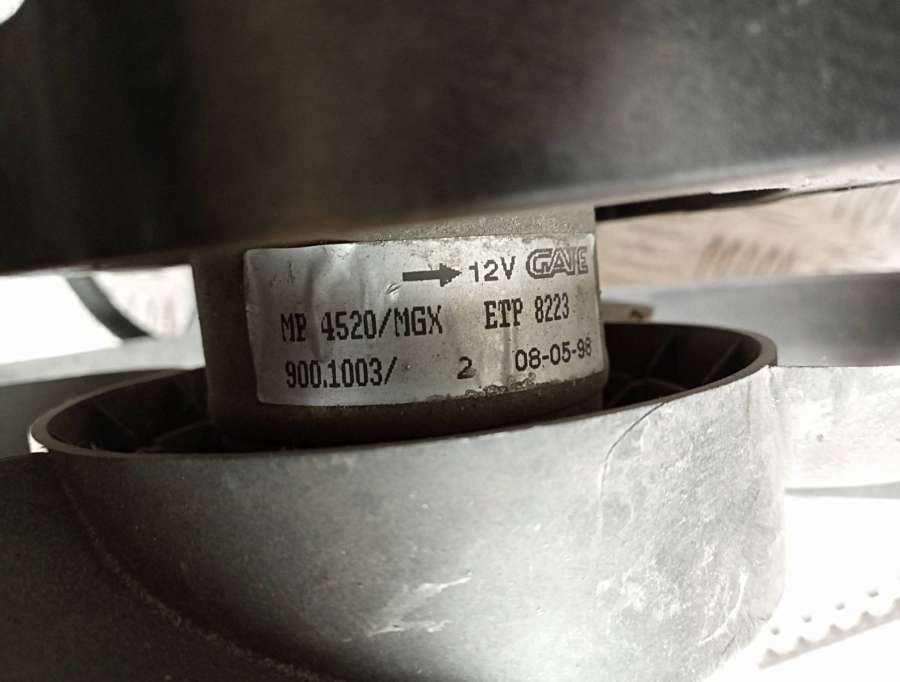 12V GATE
MP 4520/MGX ETP 8223
900.1003/ 2 08-05-98